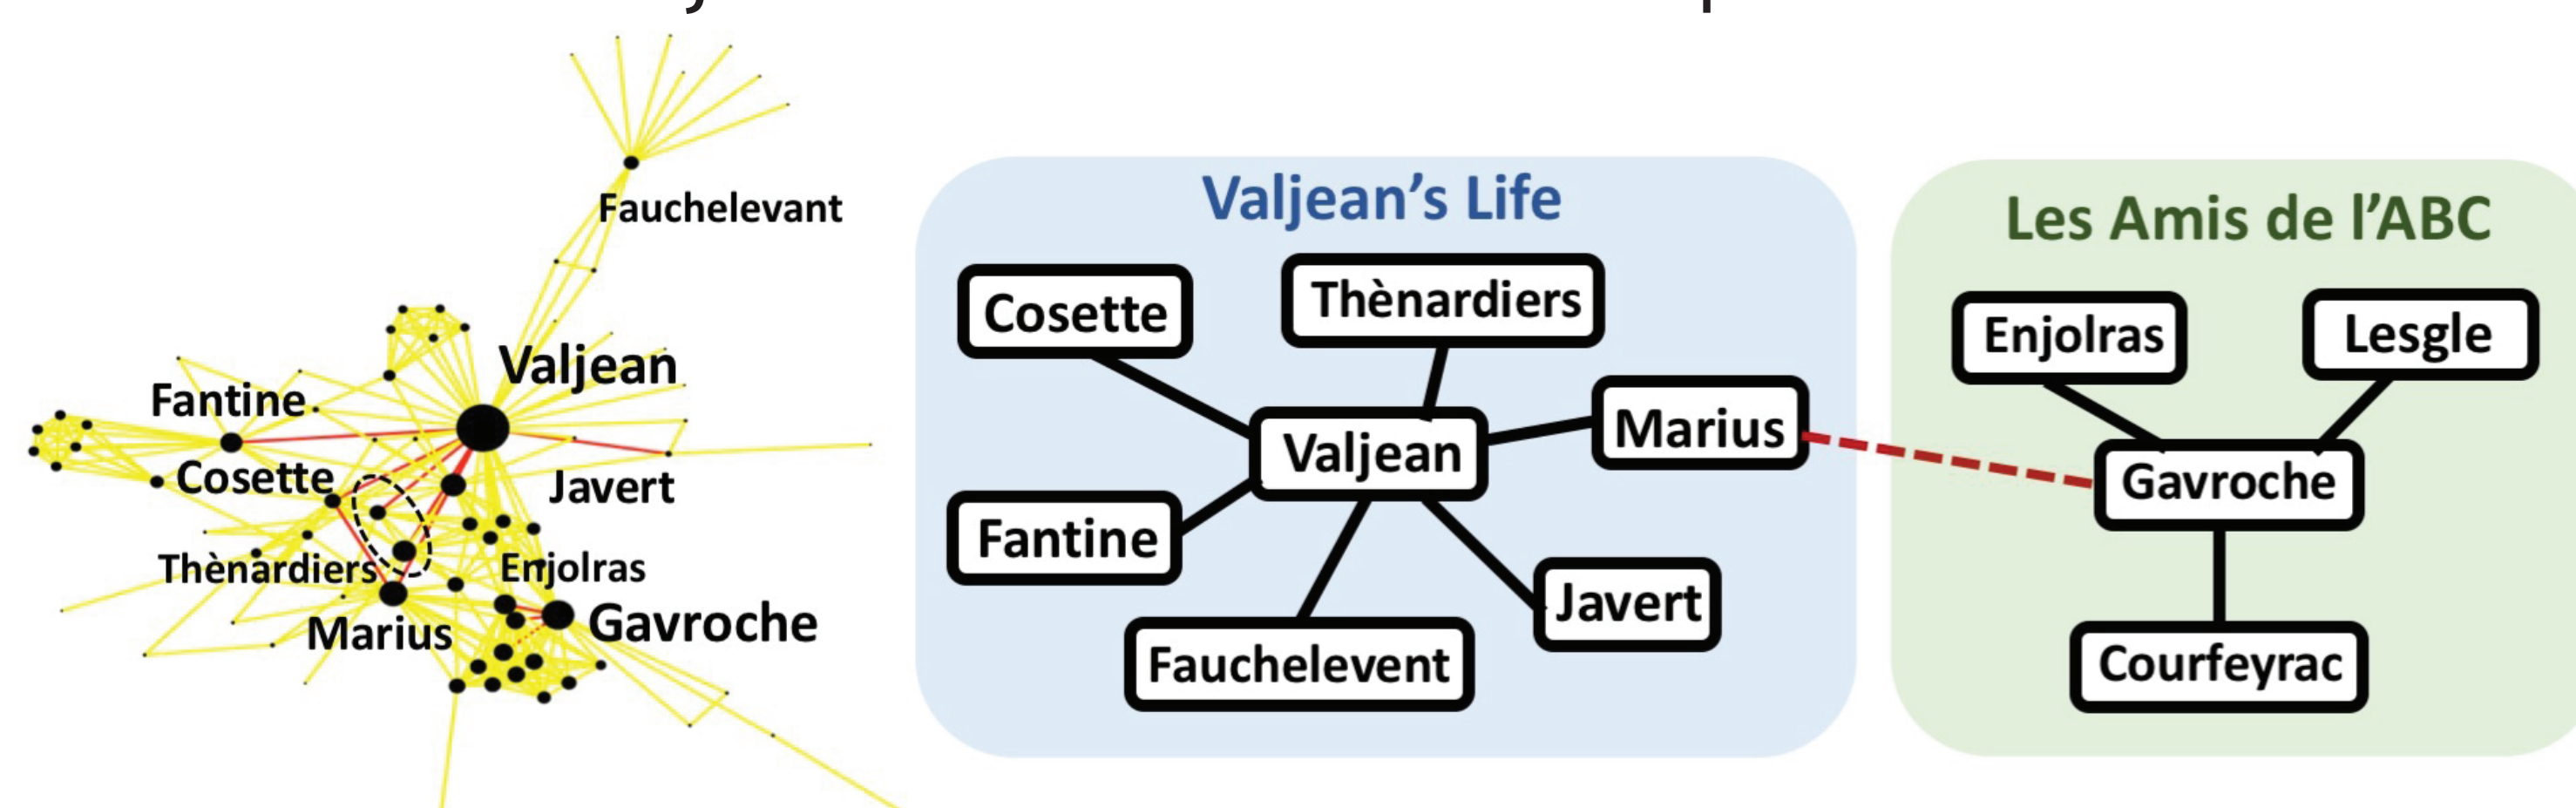 Fauchelevant
Valjean
Fantine
Cosette
Javert
Thènardiers
Enjolras
Marius
Gavroche
Valjean’s Life
Cosette
Thènardiers
Marius
Valjean
Fantine
Javert
Fauchelevent
Les Amis de l’ABC
Enjolras
Lesgle
Gavroche
Courfeyrac